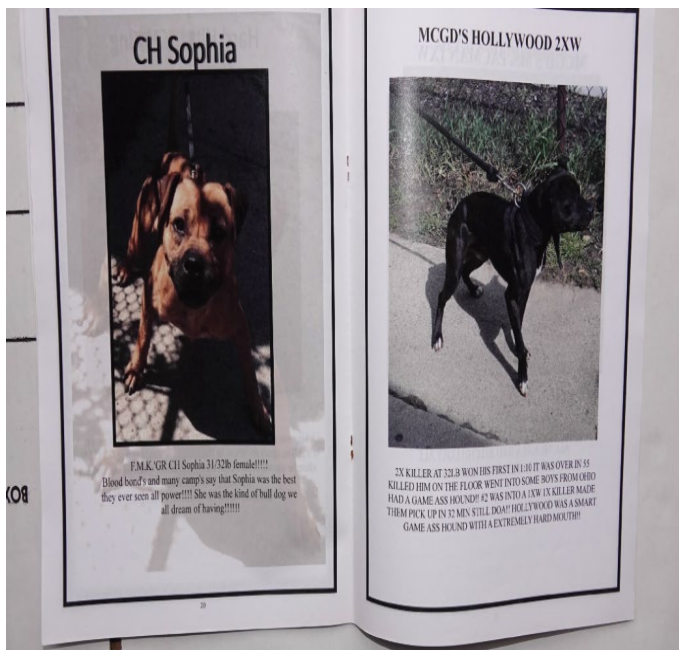 CH Sophia
F.M.K.'GR CH Sophia 31/32lb female!!!!!
Blood bond's and many camp's say that Sophia was the best
they ever seen all power!!!! She was the kind of bull dog we
all dream of having!!!!!!
20
MCGD'S HOLLYWOOD 2XW
2X KILLER AT 32LB WON HIS FIRST IN 1:10 IT WAS OVER IN 55
KILLED HIM ON THE FLOOR WENT INTO SOME BOYS FROM OHIO
HAD A GAME ASS HOUND!! #2 WAS INTO A 1XW 1X KILLER MADE
THEM PICK UP IN 32 MIN STILL DOA!! HOLLYWOOD WAS A SMART
GAME ASS HOUND WITH A EXTREMELY HARD MOUTH!!
BOX